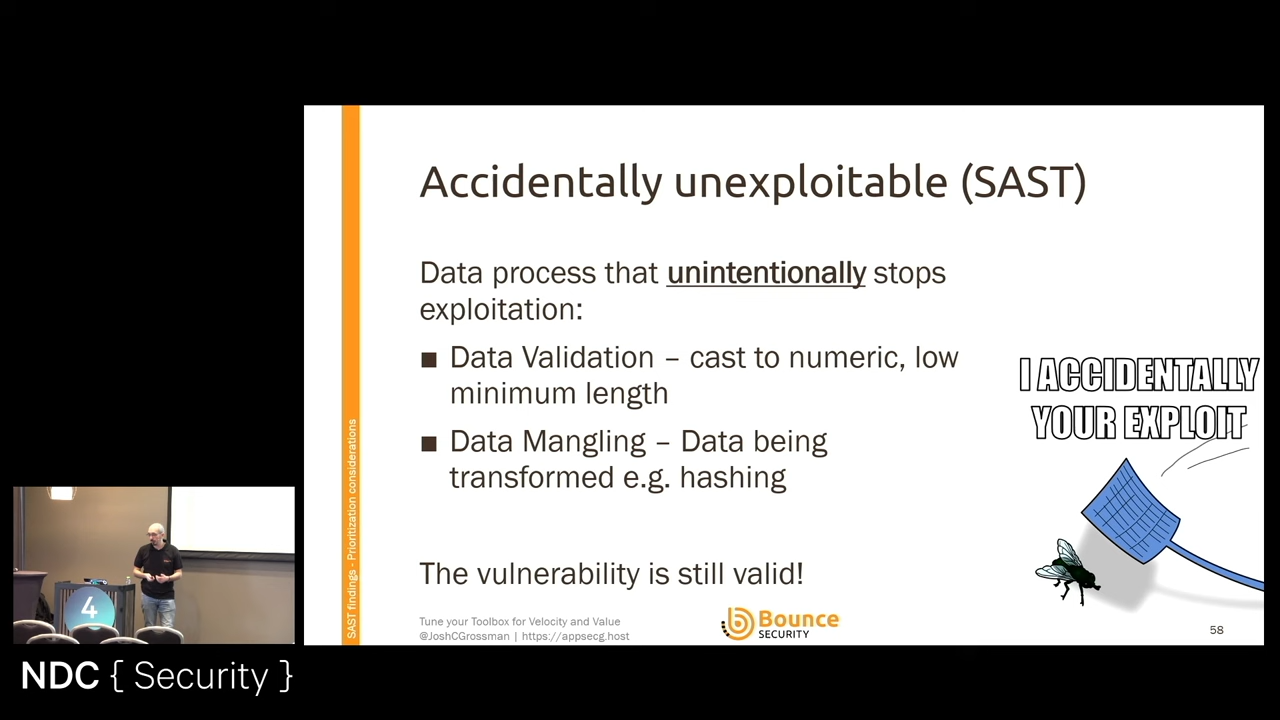 Accidentally unexploitable (SAST)
Data process that unintentionally stops
exploitation:
■ Data Validation – cast to numeric, low
minimum length
■ Data Mangling – Data being
transformed e.g. hashing
The vulnerability is still valid!
I ACCIDENTALLY
YOUR EXPLOIT
SAST findings - Prioritization considerations
Tune your Toolbox for Velocity and Value
@JoshCGrossman | https://appsecg.host
Bounce
SECURITY
58
4
NDC { Security }